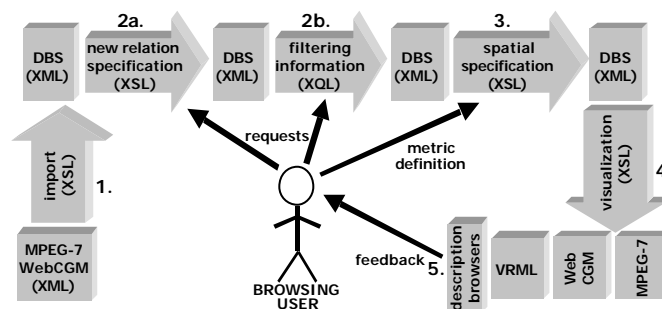 2a.
2b.
3.
DBS
(XML)
new relation
specification
(XSL)
DBS
(XML)
filtering
information
(XQL)
DBS
(XML)
spatial
specification
(XSL)
DBS
(XML)
import
(XSL)
1.
requests
metric
definition
visualization
(XSL)
4.
MPEG-7
WebCGM
(XML)
feedback
5.
description
browsers
VRML
Web
CGM
MPEG-7
BROWSING
USER